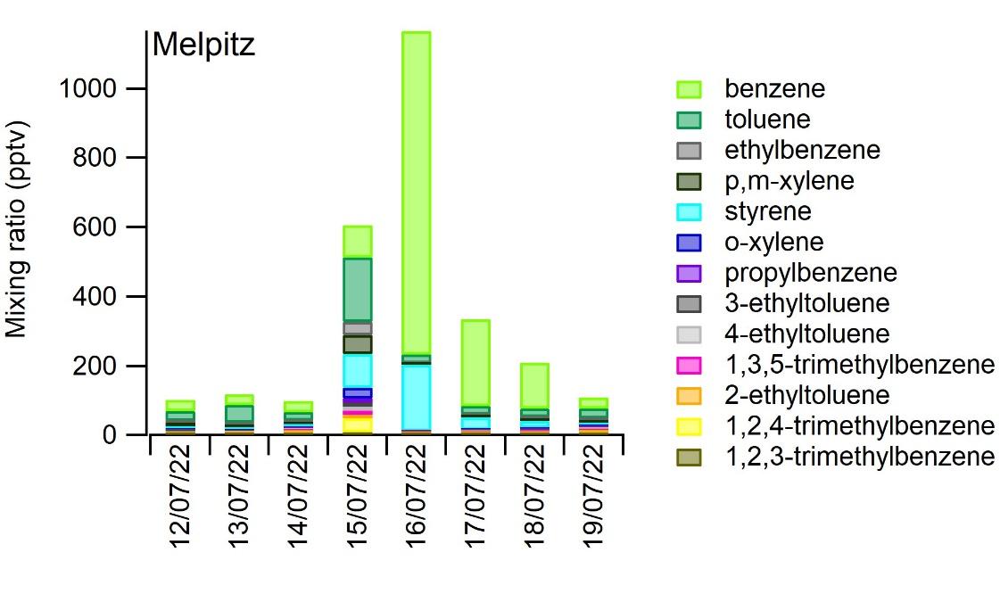 Melpitz
Mixing ratio (pptv)
1000
800
600
400
200
0
12/07/22
13/07/22
14/07/22
15/07/22
16/07/22
17/07/22
18/07/22
19/07/22
benzene
toluene
ethylbenzene
p,m-xylene
styrene
o-xylene
propylbenzene
3-ethyltoluene
4-ethyltoluene
1,3,5-trimethylbenzene
2-ethyltoluene
1,2,4-trimethylbenzene
1,2,3-trimethylbenzene